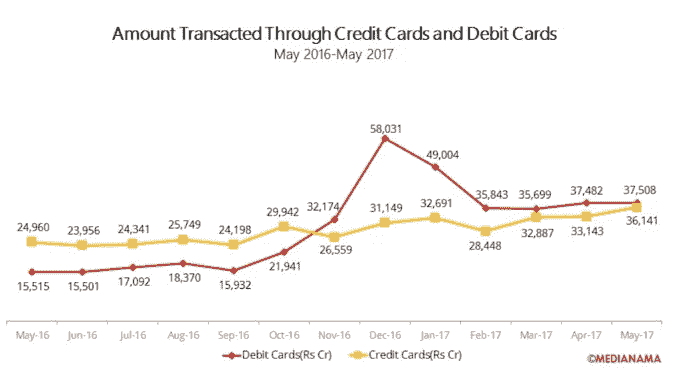 Amount Transacted Through Credit Cards and Debit Cards
May 2016-May 2017
58,031
49,004
35,843 35,699 37,482 37,508
32,174
29,942 31,149 32,691
24,960 23,956 24,341 25,749 24,198
36,141
32,887 33,143
28,448
26,559
21,941
15,515 15,501 17,092 18,370 15,932
May-16 Jun-16 Jul-16 Aug-16 Sep-16 Oct-16 Nov-16 Dec-16 Jan-17 Feb-17 Mar-17 Apr-17 May-17
Debit Cards(Rs Cr) Credit Cards(Rs Cr)
©MEDIANAMA